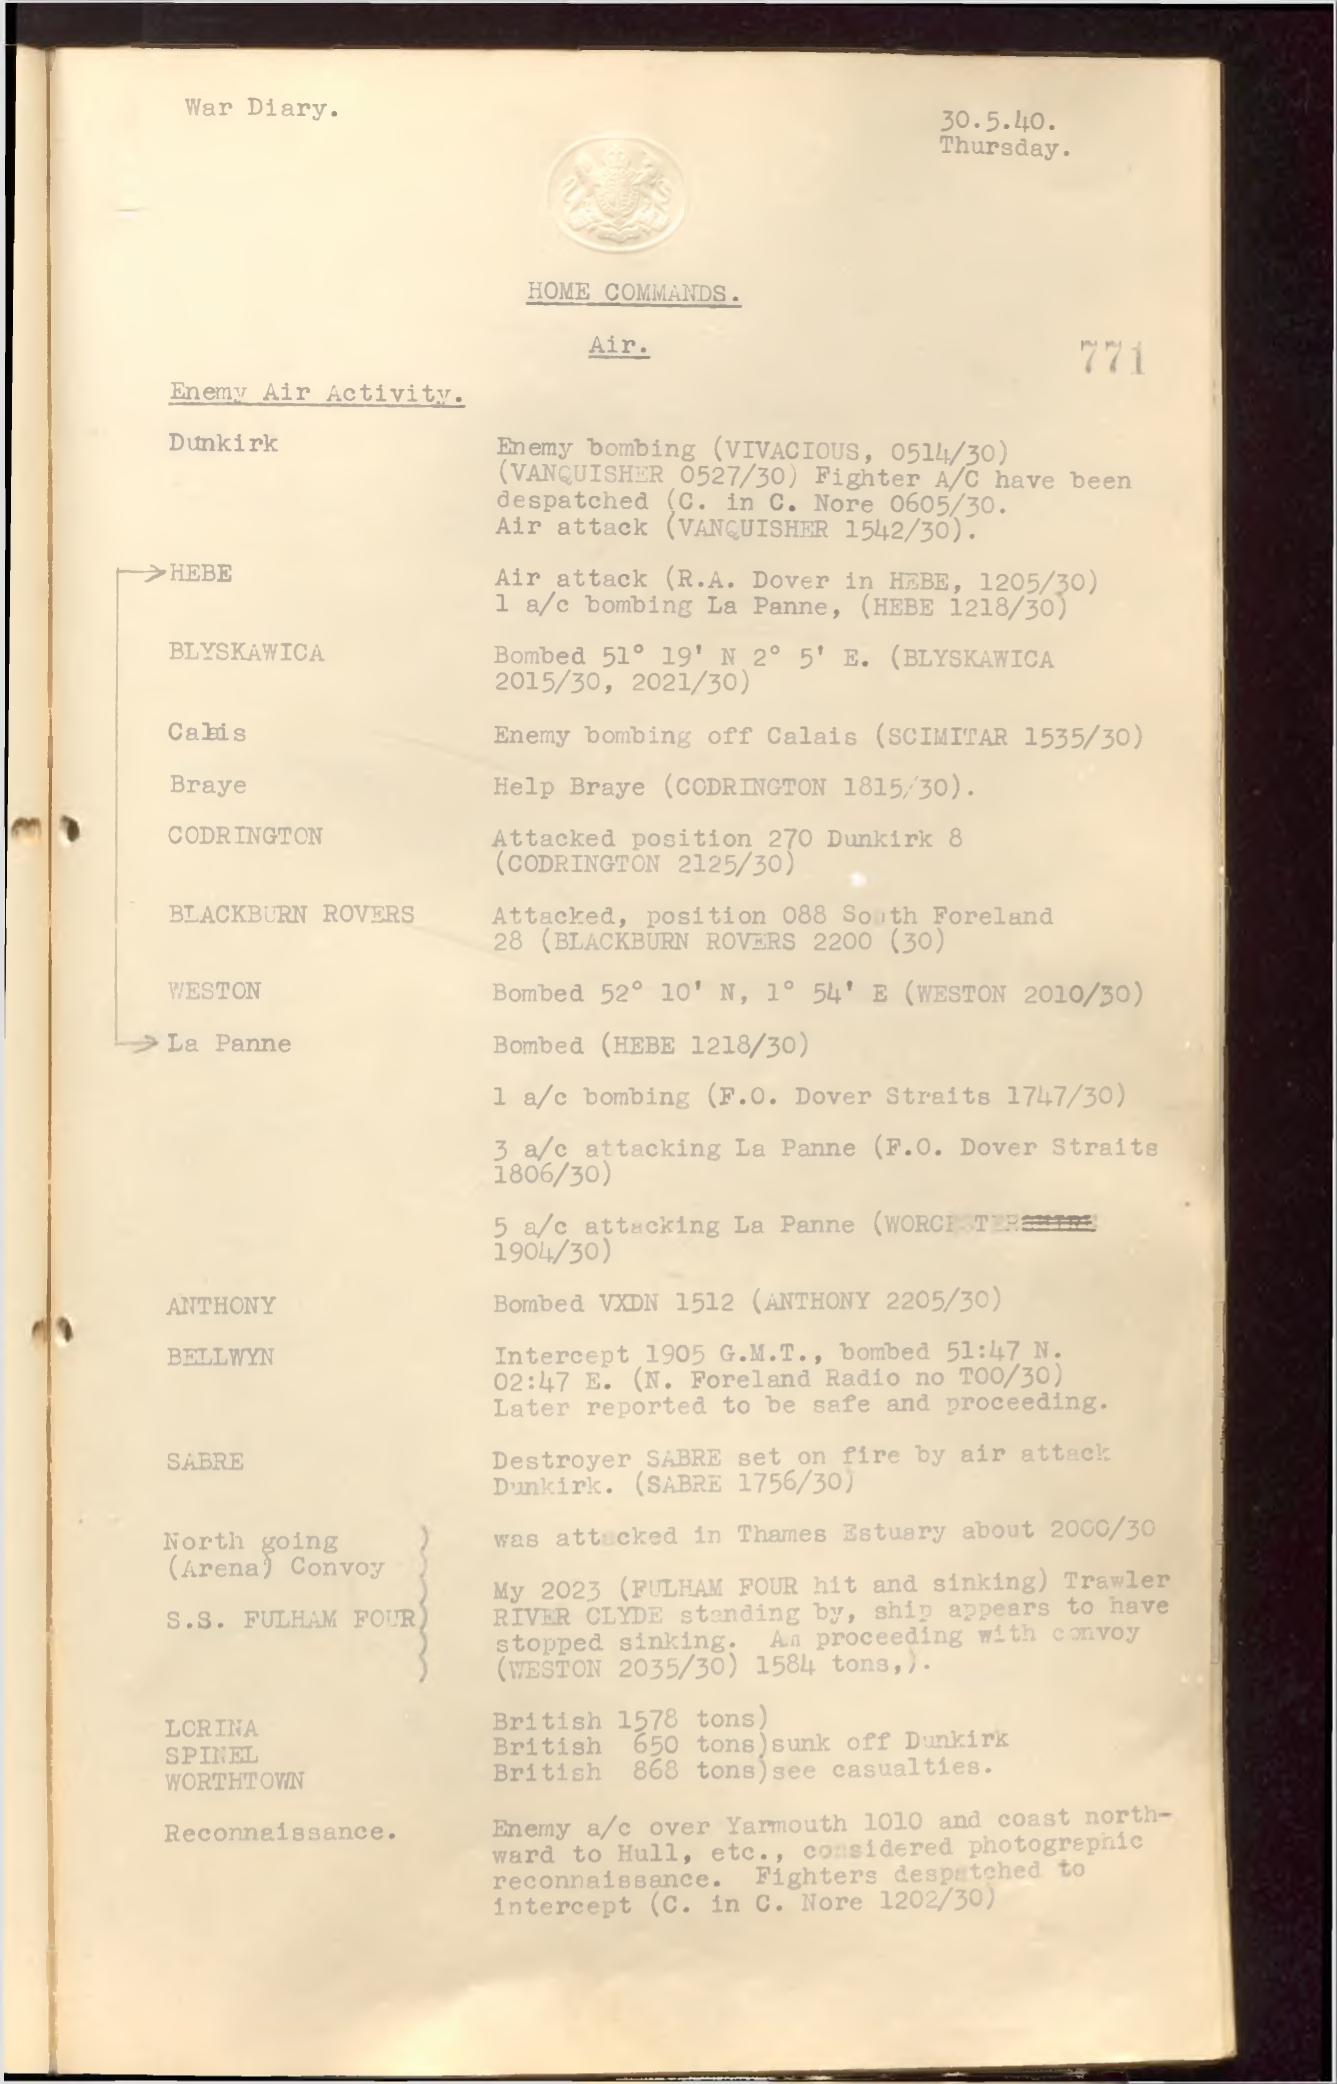 War Diary.
30.5.40.
Thursday.
HOME COMMANDS.
Air.
771
Enemy Air Activity.
Dunkirk
Enemy bombing (VIVACIOUS, 0514/30)
(VANQUISHER 0527/30) Fighter A/C have been
despatched (C. in C. Nore 0605/30.
Air attack (VANQUISHER 1542/30).
HEBE
Air attack (R.A. Dover in HEBE, 1205/30)
1 a/c bombing La Panne, (HEBE 1218/30)
BLYSKAWICA
Bombed 51° 19' N 2° 5' E. (BLYSKAWICA
2015/30, 2021/30)
Calais
Enemy bombing off Calais (SCIMITAR 1535/30)
Braye
Help Braye (CODRINGTON 1815/30).
CODRINGTON
Attacked position 270 Dunkirk 8
(CODRINGTON 2125/30)
BLACKBURN ROVERS
Attacked, position 088 South Foreland
28 (BLACKBURN ROVERS 2200 (30)
WESTON
Bombed 52° 10' N, 1° 54' E (WESTON 2010/30)
La Panne
Bombed (HEBE 1218/30)
1 a/c bombing (F.O. Dover Straits 1747/30)
3 a/c attacking La Panne (F.O. Dover Straits
1806/30)
5 a/c attacking La Panne (WORCESTERSHIRE
1904/30)
ANTHONY
Bombed VXDN 1512 (ANTHONY 2205/30)
BELLWYN
Intercept 1905 G.M.T., bombed 51:47 N.
02:47 E. (N. Foreland Radio no TOO/30)
Later reported to be safe and proceeding.
SABRE
Destroyer SABRE set on fire by air attack
Dunkirk. (SABRE 1756/30)
North going
(Arena) Convoy
was attacked in Thames Estuary about 2000/30
S.S. FULHAM FOUR)
My 2023 (FULHAM FOUR hit and sinking) Trawler
RIVER CLYDE standing by, ship appears to have
stopped sinking. Am proceeding with convoy
(WESTON 2035/30) 1584 tons,).
LORINA
British 1578 tons)
SPINEL
British 650 tons)sunk off Dunkirk
WORTHTOWN
British 868 tons)see casualties.
Reconnaissance.
Enemy a/c over Yarmouth 1010 and coast north-
ward to Hull, etc., considered photographic
reconnaissance. Fighters despatched to
intercept (C. in C. Nore 1202/30)